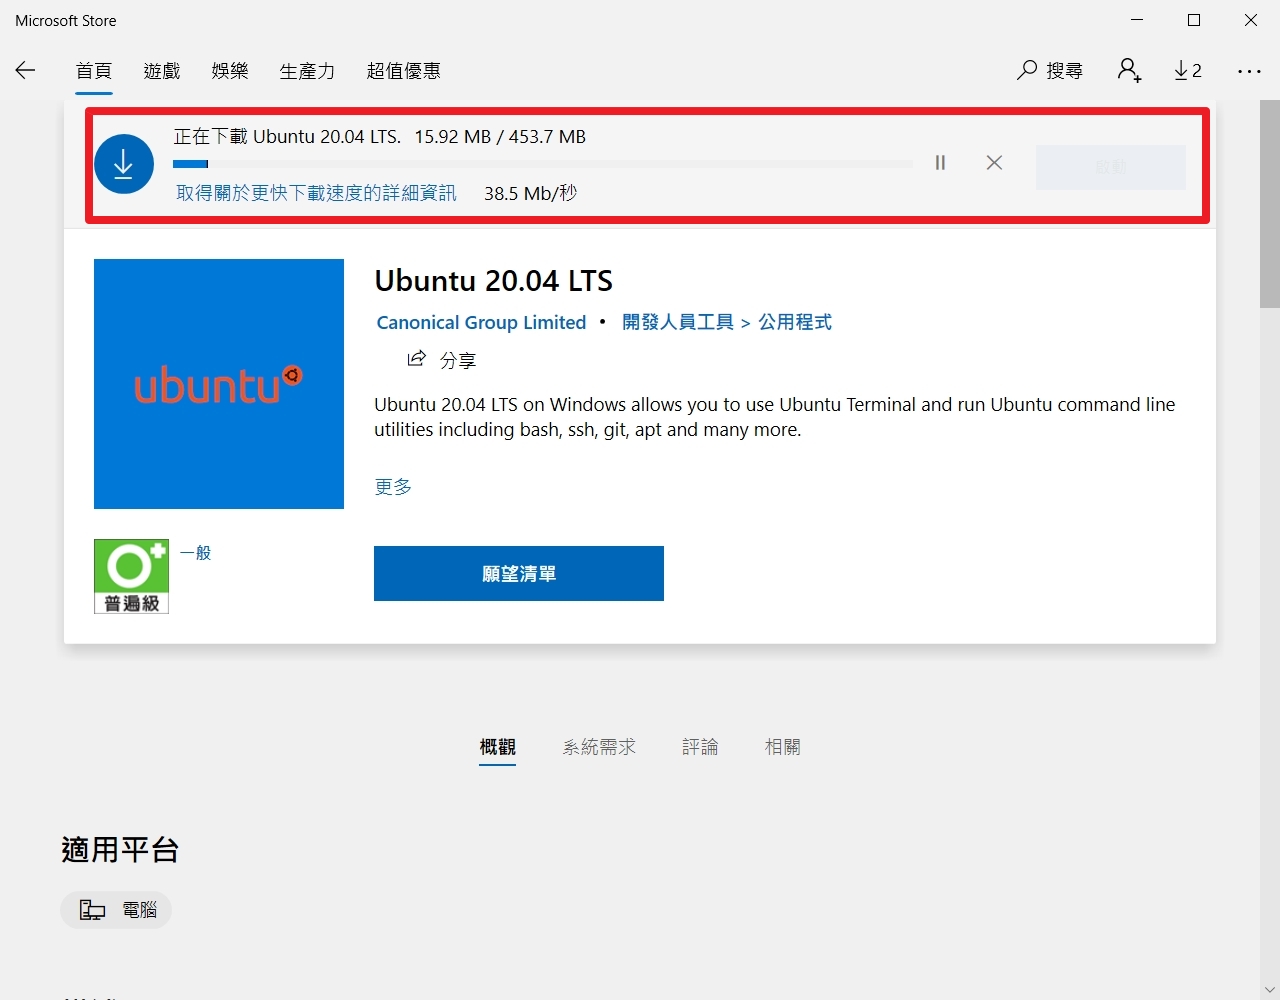 Microsoft Store
首頁 遊戲 娛樂 生產力 超值優惠 搜尋 2
正在下載 Ubuntu 20.04 LTS. 15.92 MB / 453.7 MB
啟動
取得關於更快下載速度的詳細資訊 38.5 Mb/秒
ubuntu
Ubuntu 20.04 LTS
Canonical Group Limited • 開發人員工具 > 公用程式
分享
Ubuntu 20.04 LTS on Windows allows you to use Ubuntu Terminal and run Ubuntu command line
utilities including bash, ssh, git, apt and many more.
更多
普遍級
一般
願望清單
概觀 系統需求 評論 相關
適用平台
電腦